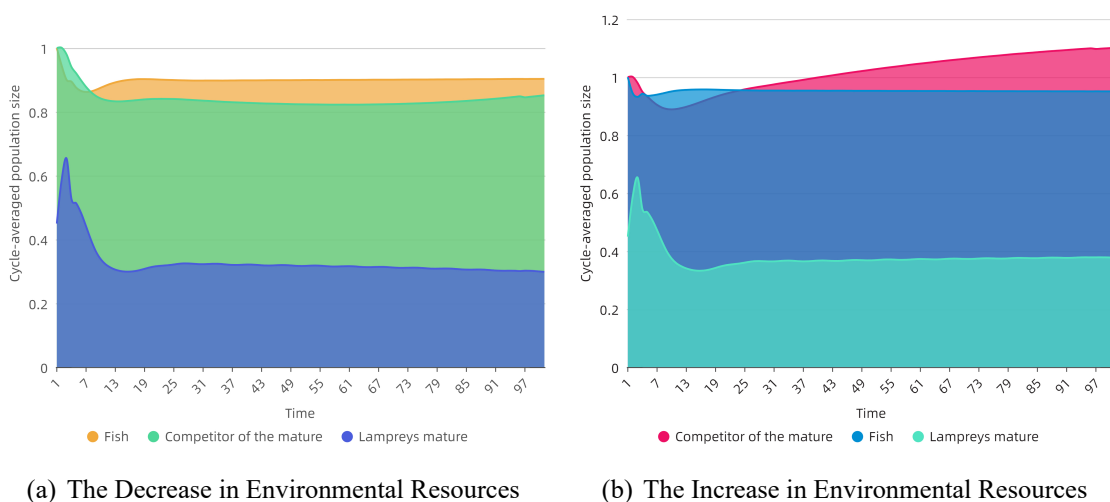 Cycle-averaged population size
1
0.8
0.6
0.4
0.2
0
1 7 13 19 25 31 37 43 49 55 61 67 73 79 85 91 97
Time
Fish Competitor of the mature Lampreys mature
(a) The Decrease in Environmental Resources
Cycle-averaged population size
1.2
1
0.8
0.6
0.4
0.2
0
1 7 13 19 25 31 37 43 49 55 61 67 73 79 85 91 97
Time
Competitor of the mature Fish Lampreys mature
(b) The Increase in Environmental Resources